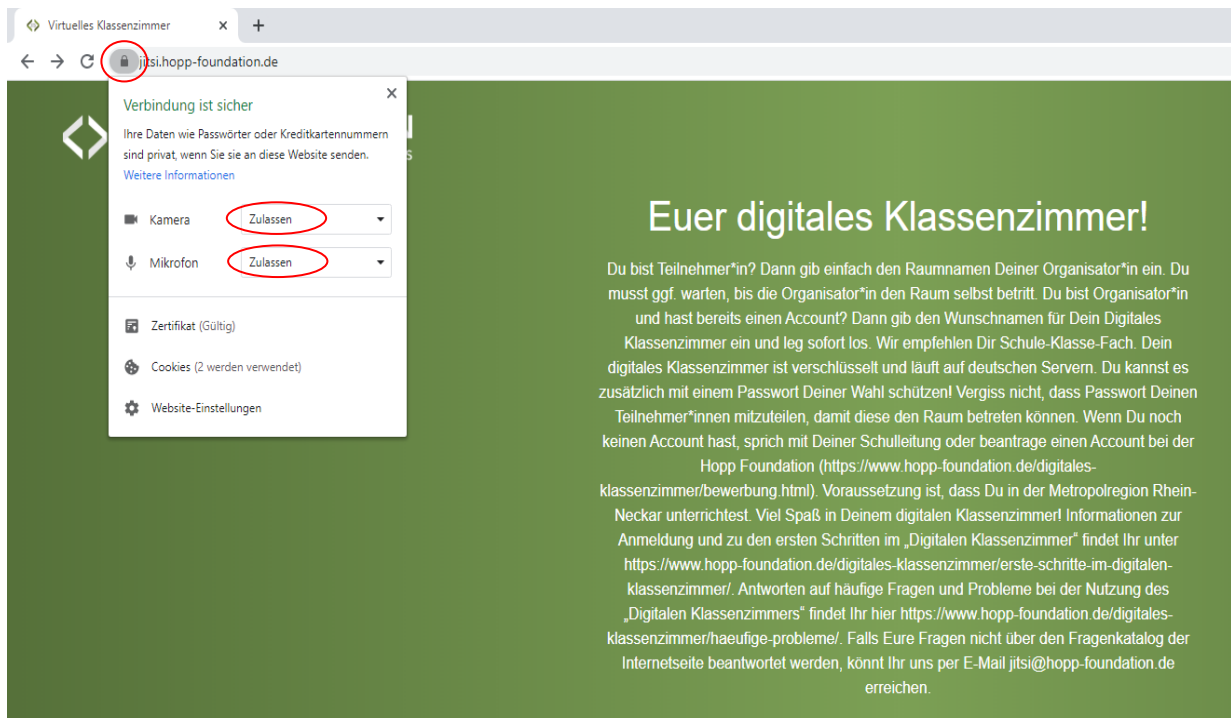 Virtuelles Klassenzimmer
jitsi.hopp-foundation.de
Verbindung ist sicher
Ihre Daten wie Passwörter oder Kreditkartennummern
sind privat, wenn Sie sie an diese Website senden.
Weitere Informationen
Kamera Zulassen
Mikrofon Zulassen
Zertifikat (Gültig)
Cookies (2 werden verwendet)
Website-Einstellungen
N
S
Euer digitales Klassenzimmer!
Du bist Teilnehmer*in? Dann gib einfach den Raumnamen Deiner Organisator*in ein. Du
musst ggf. warten, bis die Organisator*in den Raum selbst betritt. Du bist Organisator*in
und hast bereits einen Account? Dann gib den Wunschnamen für Dein Digitales
Klassenzimmer ein und leg sofort los. Wir empfehlen Dir Schule-Klasse-Fach. Dein
digitales Klassenzimmer ist verschlüsselt und läuft auf deutschen Servern. Du kannst es
zusätzlich mit einem Passwort Deiner Wahl schützen! Vergiss nicht, dass Passwort Deinen
Teilnehmer*innen mitzuteilen, damit diese den Raum betreten können. Wenn Du noch
keinen Account hast, sprich mit Deiner Schulleitung oder beantrage einen Account bei der
Hopp Foundation (https://www.hopp-foundation.de/digitales-
klassenzimmer/bewerbung.html). Voraussetzung ist, dass Du in der Metropolregion Rhein-
Neckar unterrichtest. Viel Spaß in Deinem digitalen Klassenzimmer! Informationen zur
Anmeldung und zu den ersten Schritten im „Digitalen Klassenzimmer“ findet Ihr unter
https://www.hopp-foundation.de/digitales-klassenzimmer/erste-schritte-im-digitalen-
klassenzimmer/. Antworten auf häufige Fragen und Probleme bei der Nutzung des
„Digitalen Klassenzimmers“ findet Ihr hier https://www.hopp-foundation.de/digitales-
klassenzimmer/haeufige-probleme/. Falls Eure Fragen nicht über den Fragenkatalog der
Internetseite beantwortet werden, könnt Ihr uns per E-Mail jitsi@hopp-foundation.de
erreichen.